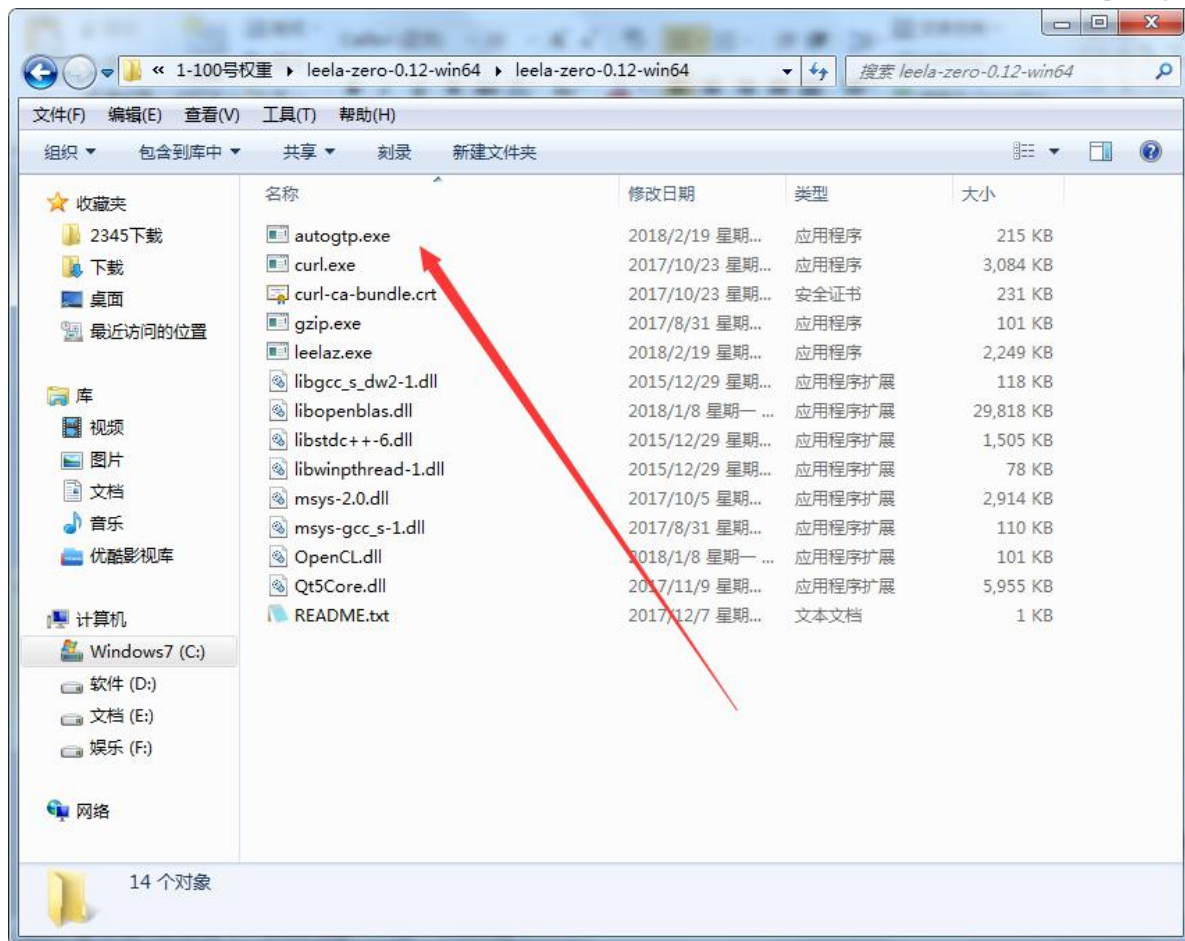 « 1-100号权重 ▸ leela-zero-0.12-win64 ▸ leela-zero-0.12-win64 搜索 leela-zero-0.12-win64
文件(F) 编辑(E) 查看(V) 工具(T) 帮助(H)
组织 包含到库中 共享 刻录 新建文件夹
收藏夹
2345下载
下载
桌面
最近访问的位置
库
视频
图片
文档
音乐
优酷影视库
计算机
Windows7 (C:)
软件 (D:)
文档 (E:)
娱乐 (F:)
网络
名称 修改日期 类型 大小
autogtp.exe 2018/2/19 星期... 应用程序 215 KB
curl.exe 2017/10/23 星期... 应用程序 3,084 KB
curl-ca-bundle.crt 2017/10/23 星期... 安全证书 231 KB
gzip.exe 2017/8/31 星期... 应用程序 101 KB
leelaz.exe 2018/2/19 星期... 应用程序 2,249 KB
libgcc_s_dw2-1.dll 2015/12/29 星期... 应用程序扩展 118 KB
libopenblas.dll 2018/1/8 星期一 ... 应用程序扩展 29,818 KB
libstdc++-6.dll 2015/12/29 星期... 应用程序扩展 1,505 KB
libwinpthread-1.dll 2015/12/29 星期... 应用程序扩展 78 KB
msys-2.0.dll 2017/10/5 星期... 应用程序扩展 2,914 KB
msys-gcc_s-1.dll 2017/8/31 星期... 应用程序扩展 110 KB
OpenCL.dll 2018/1/8 星期一 ... 应用程序扩展 101 KB
Qt5Core.dll 2017/11/9 星期... 应用程序扩展 5,955 KB
README.txt 2017/12/7 星期... 文本文档 1 KB
14 个对象